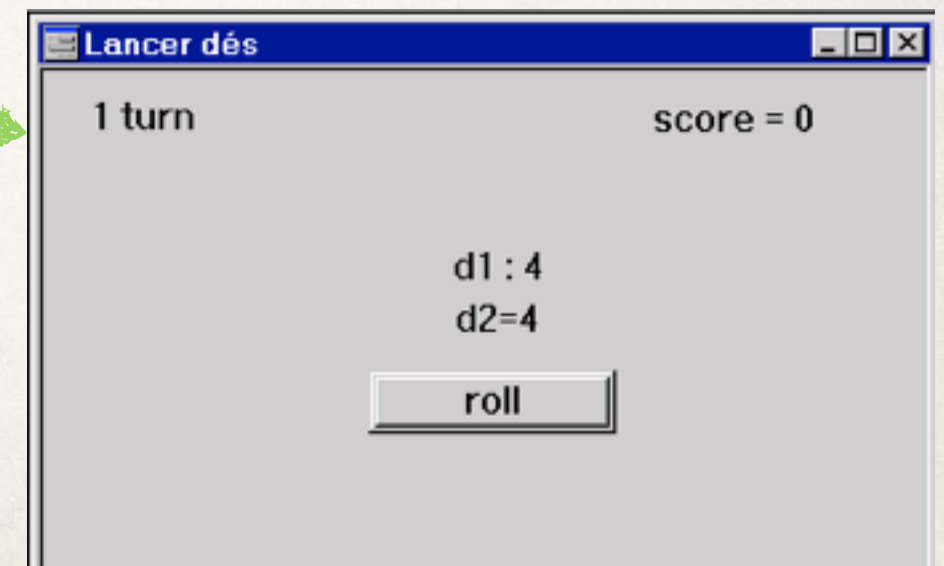 Lancer dés
1 turn score = 0
d1 : 4
d2=4
roll